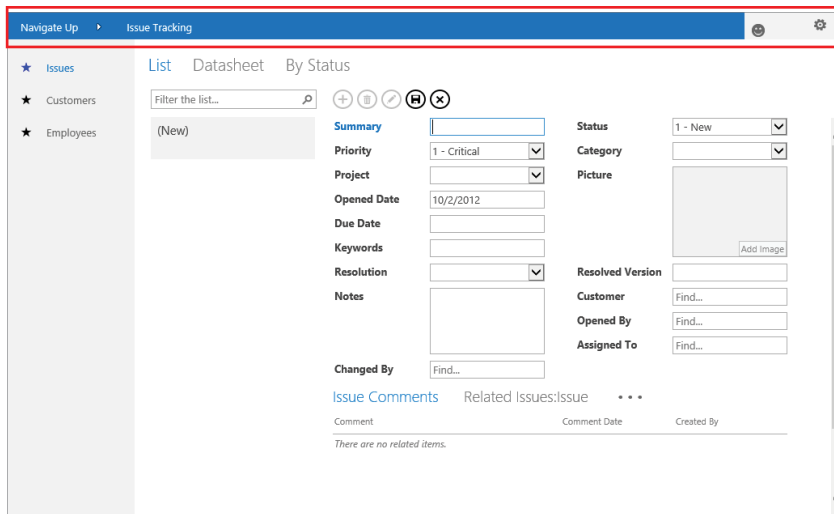 Navigate Up Issue Tracking
Issues
Customers
Employees
List Datasheet By Status
Filter the list...
(New)
Summary
Status 1 - New
Priority 1 - Critical
Category
Project
Picture
Opened Date 10/2/2012
Due Date
Keywords
Add Image
Resolution
Resolved Version
Notes
Customer Find...
Opened By Find...
Assigned To Find...
Changed By Find...
Issue Comments Related Issues:Issue
Comment Comment Date Created By
There are no related items.